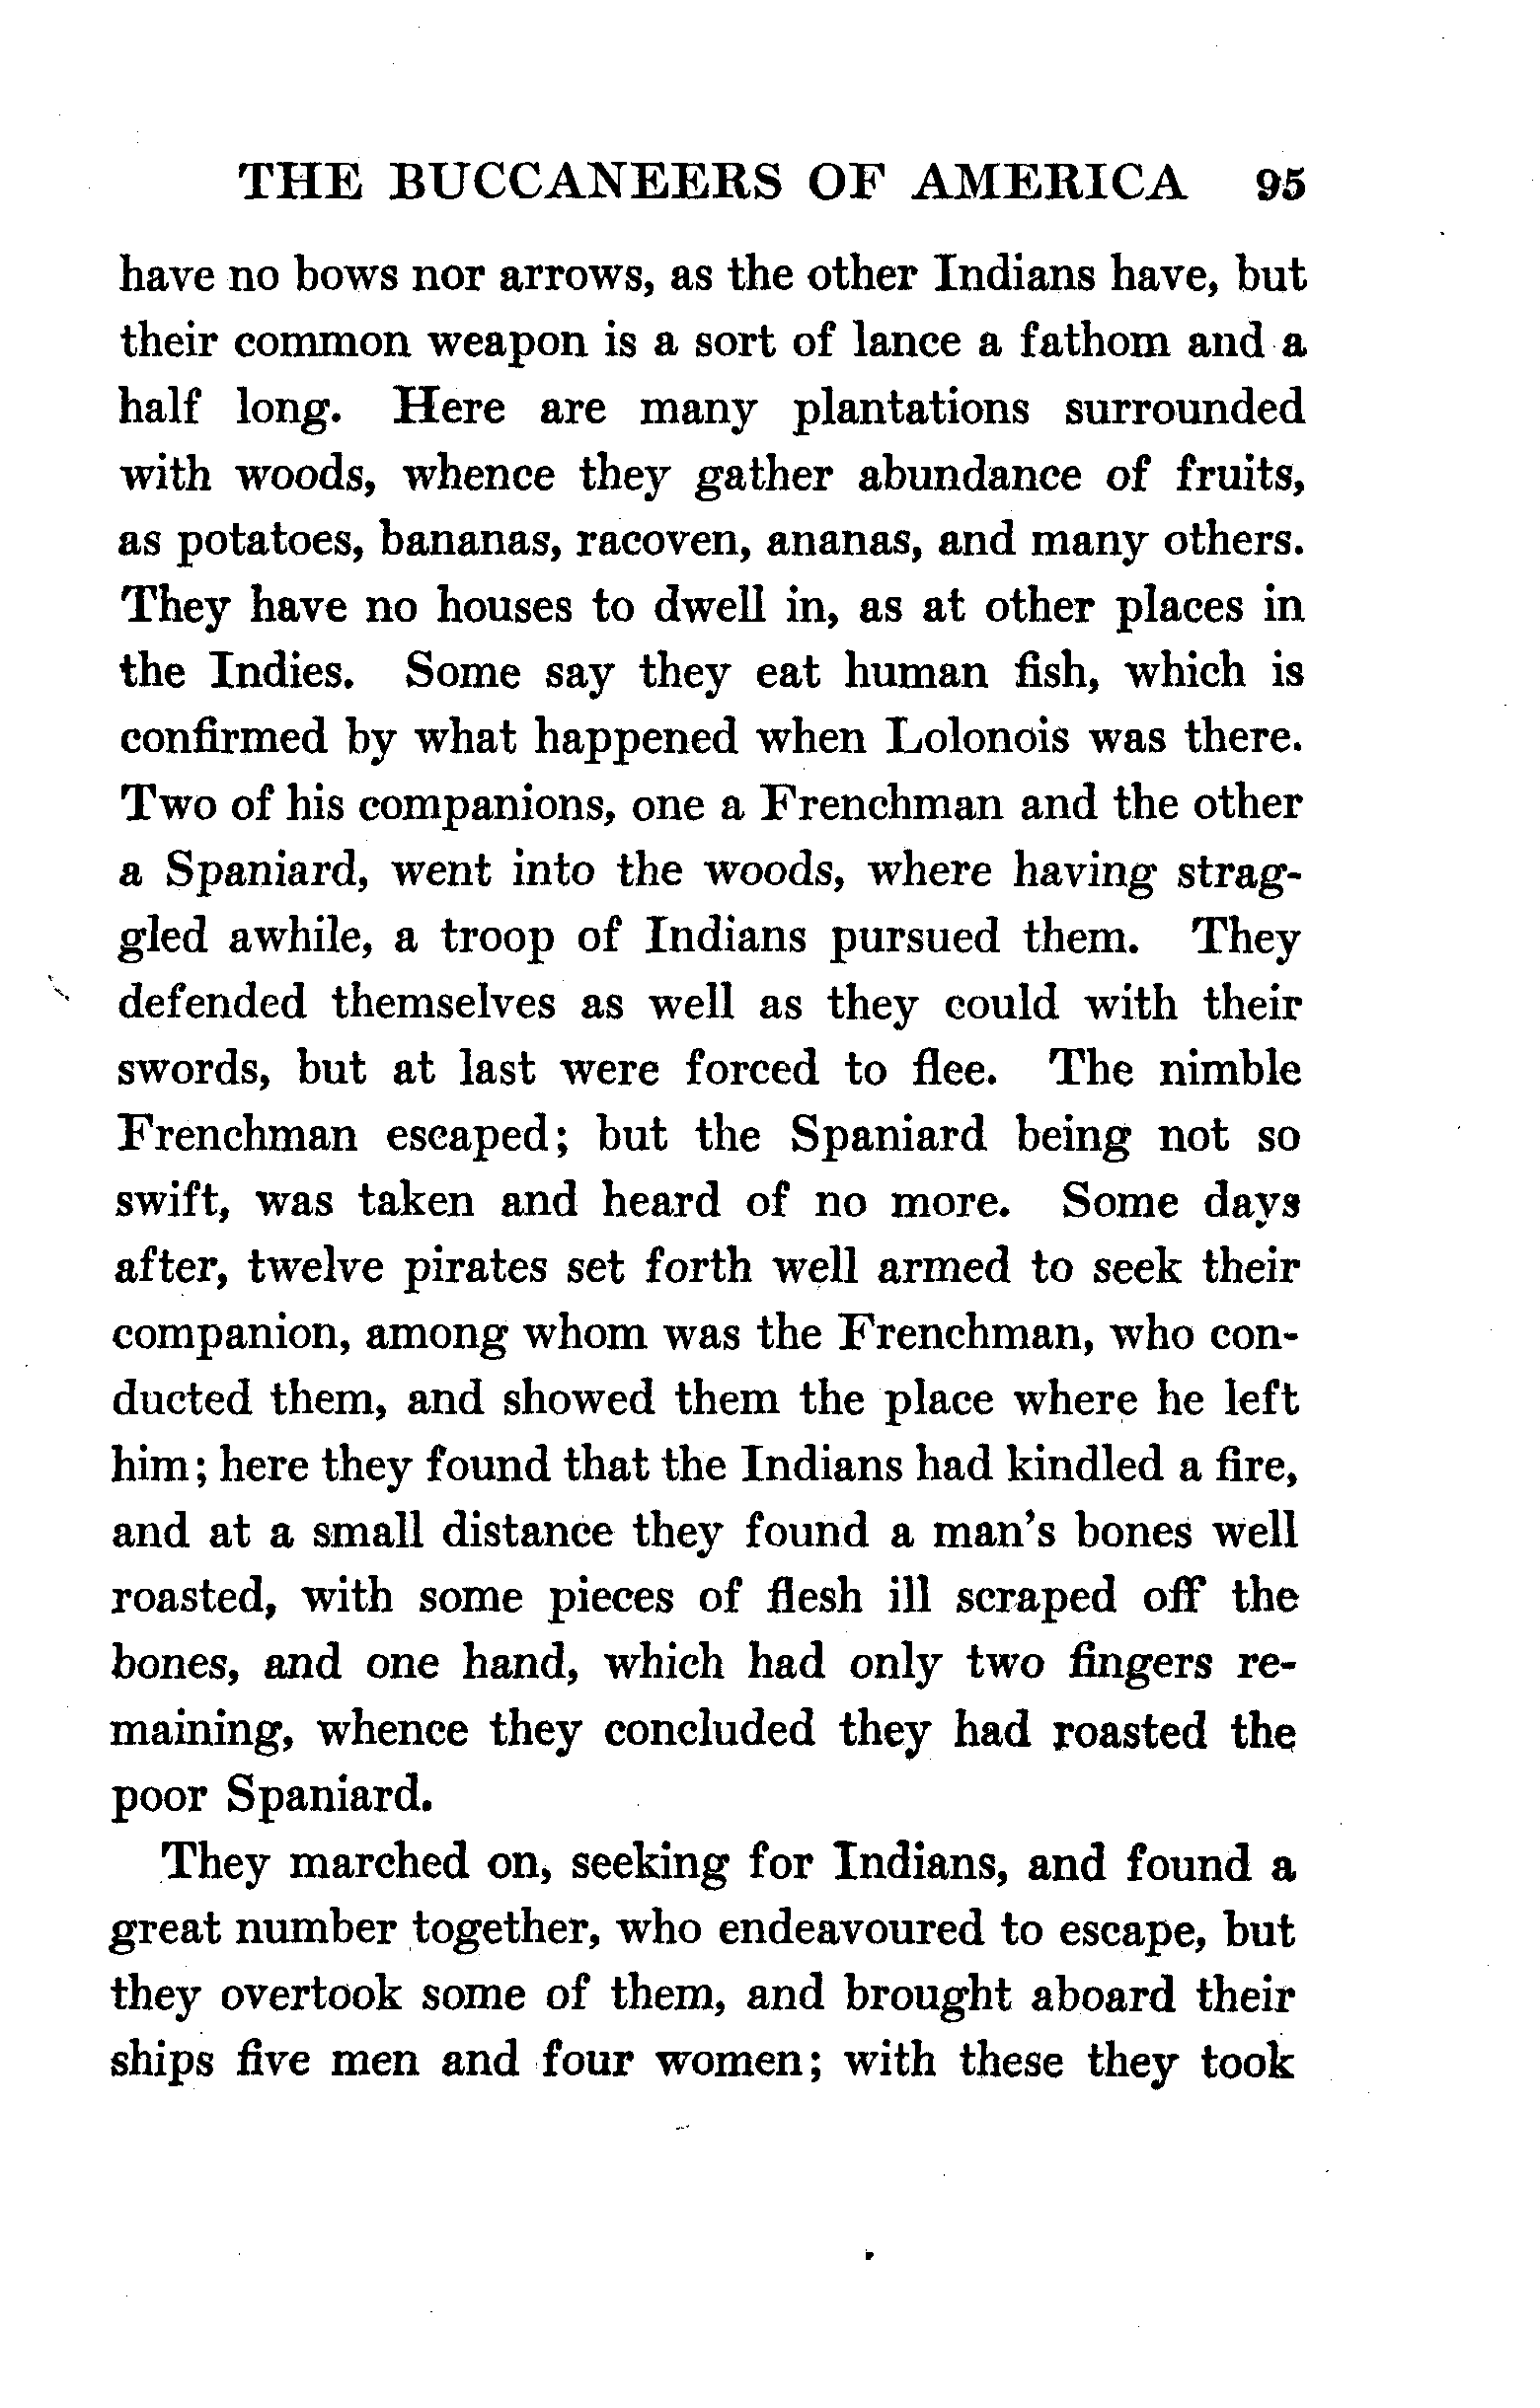 THE BUCCANEERS OF AMERICA 95
have no bows nor arrows, as the other Indians have, but
their common weapon is a sort of lance a fathom and a
half long. Here are many plantations surrounded
with woods, whence they gather abundance of fruits,
as potatoes, bananas, racoven, ananas, and many others.
They have no houses to dwell in, as at other places in
the Indies. Some say they eat human fish, which is
confirmed by what happened when Lolonois was there.
Two of his companions, one a Frenchman and the other
a Spaniard, went into the woods, where having strag-
gled awhile, a troop of Indians pursued them. They
defended themselves as well as they could with their
swords, but at last were forced to flee. The nimble
Frenchman escaped; but the Spaniard being not so
swift, was taken and heard of no more. Some days
after, twelve pirates set forth well armed to seek their
companion, among whom was the Frenchman, who con-
ducted them, and showed them the place where he left
him; here they found that the Indians had kindled a fire,
and at a small distance they found a man's bones well
roasted, with some pieces of flesh ill scraped off the
bones, and one hand, which had only two fingers re-
maining, whence they concluded they had roasted the
poor Spaniard.
They marched on, seeking for Indians, and found a
great number together, who endeavoured to escape, but
they overtook some of them, and brought aboard their
ships five men and four women; with these they took